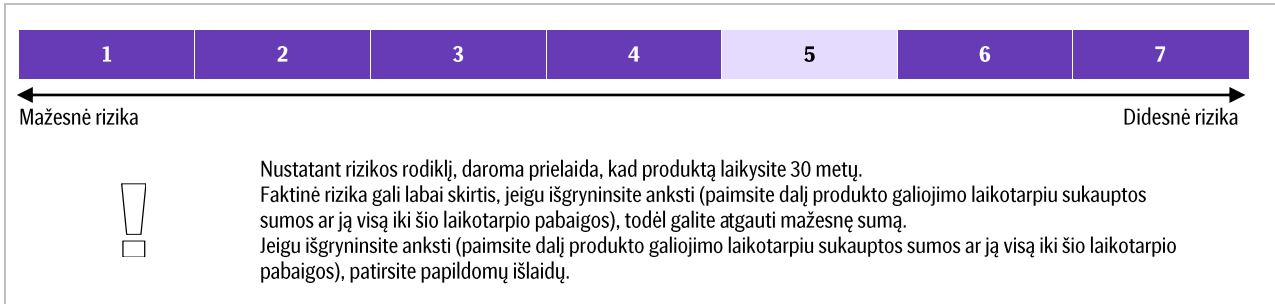 1 2 3 4 5 6 7
Mažesnė rizika Didesnė rizika
Nustatant rizikos rodiklį, daroma prielaida, kad produktą laikysite 30 metų.
Faktinė rizika gali labai skirtis, jeigu išgryninsite anksti (paimsite dalį produkto galiojimo laikotarpiu sukauptos
sumos ar ją visą iki šio laikotarpio pabaigos), todėl galite atgauti mažesnę sumą.
Jeigu išgryninsite anksti (paimsite dalį produkto galiojimo laikotarpiu sukauptos sumos ar ją visą iki šio laikotarpio
pabaigos), patirsite papildomų išlaidų.